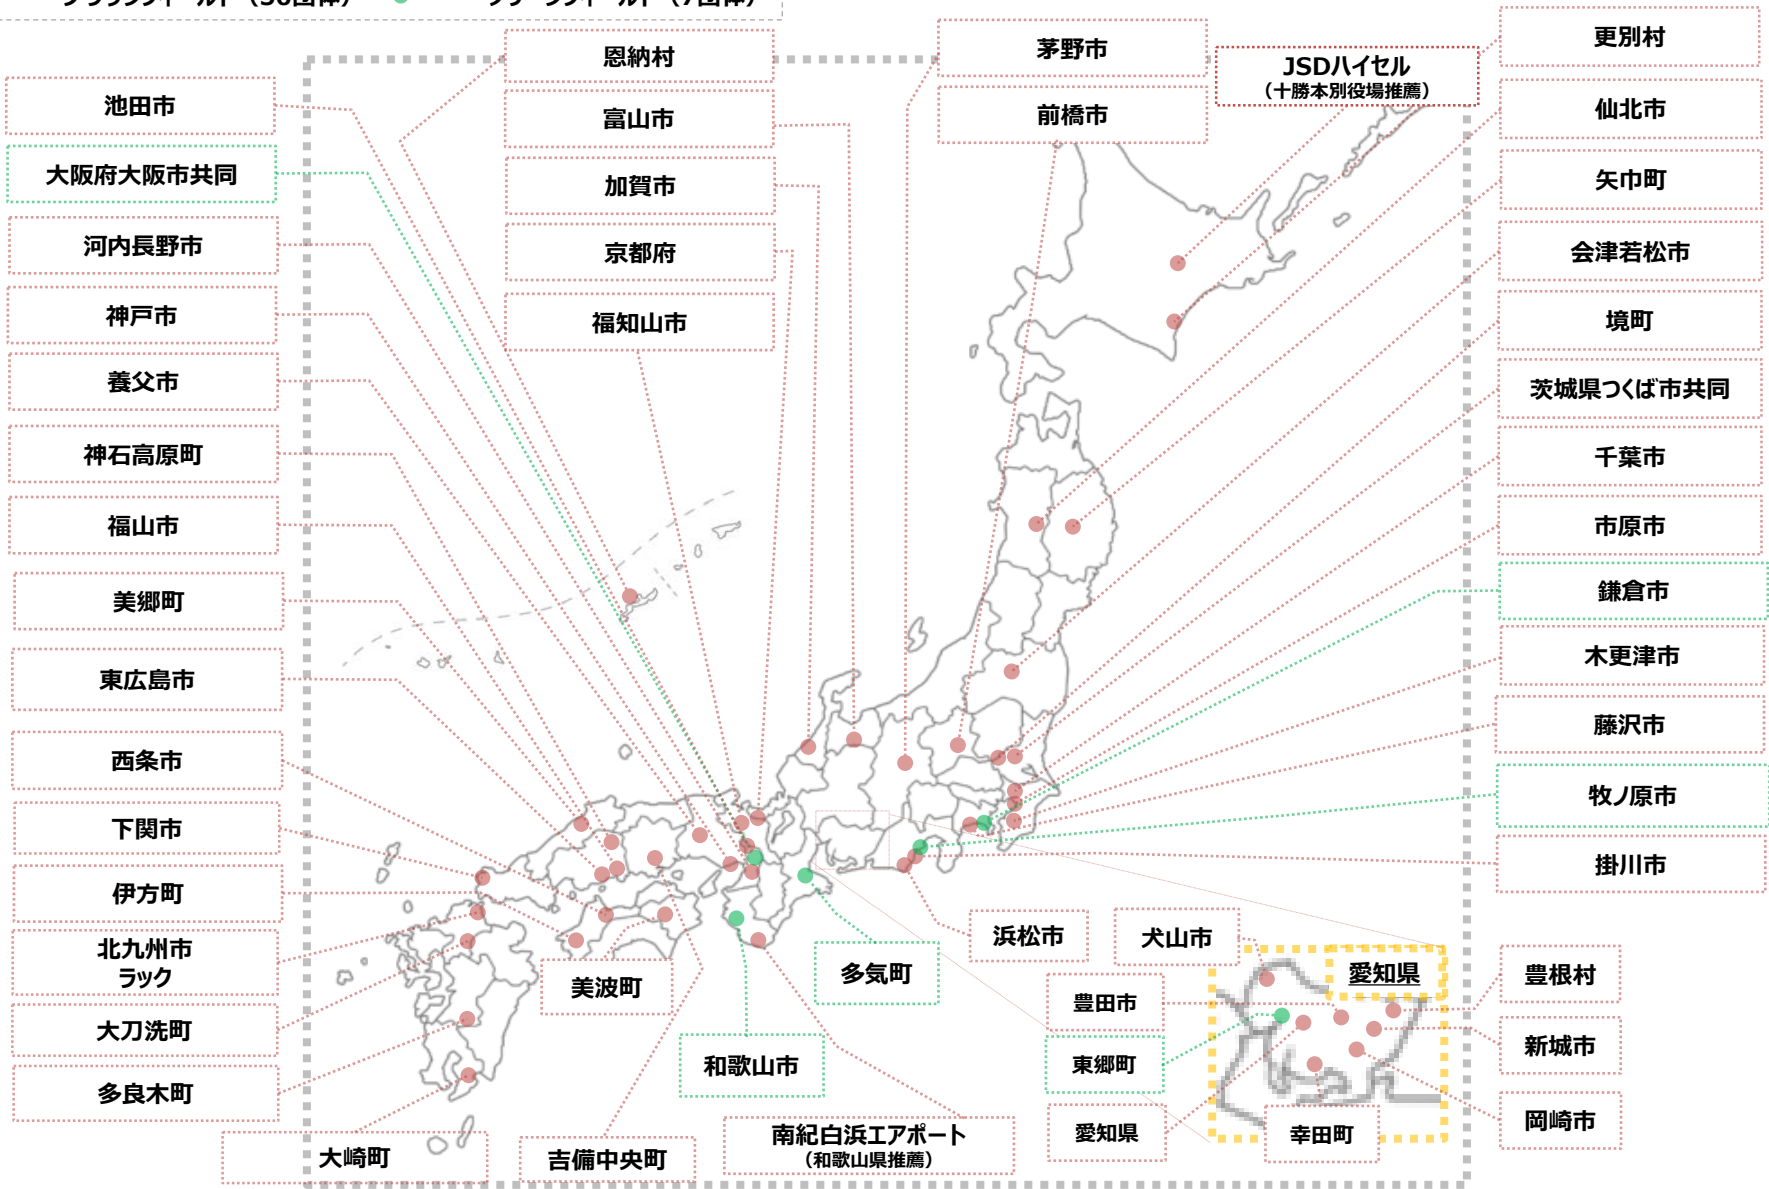 恩納村
富山市
加賀市
京都府
福知山市
茅野市
前橋市
JSDハイセル
（十勝本別役場推薦）
更別村
仙北市
矢巾町
会津若松市
境町
茨城県つくば市共同
千葉市
市原市
鎌倉市
木更津市
藤沢市
牧ノ原市
掛川市
池田市
大阪府大阪市共同
河内長野市
神戸市
養父市
神石高原町
福山市
美郷町
東広島市
西条市
下関市
伊方町
北九州市
ラック
大刀洗町
多良木町
大崎町
吉備中央町
美波町
和歌山市
南紀白浜エアポート
（和歌山県推薦）
多気町
浜松市
犬山市
愛知県
豊田市
東郷町
愛知県
幸田町
豊根村
新城市
岡崎市